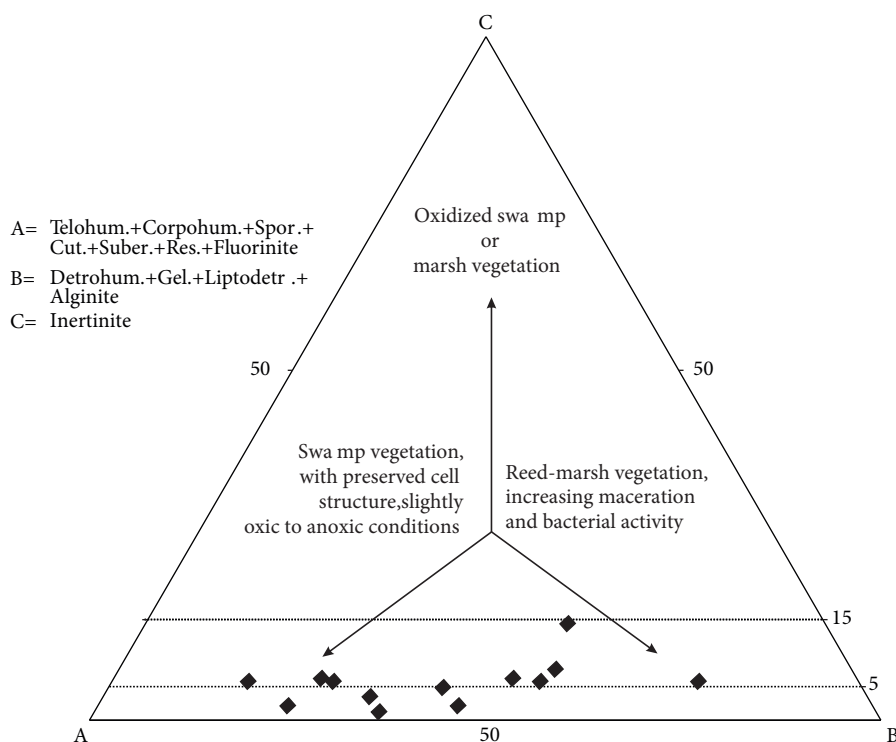 C
A= Telohum.+Corpohum.+Spor.+
Cut.+Suber.+Res.+Fluorinite
B= Detrohum.+Gel.+Liptodetr .+
Alginite
C= Inertinite
Oxidized swa mp
or
marsh vegetation
50
50
Swa mp vegetation,
with preserved cell
structure,slightly
oxic to anoxic conditions
Reed-marsh vegetation,
increasing maceration
and bacterial activity
15
5
A
50
B